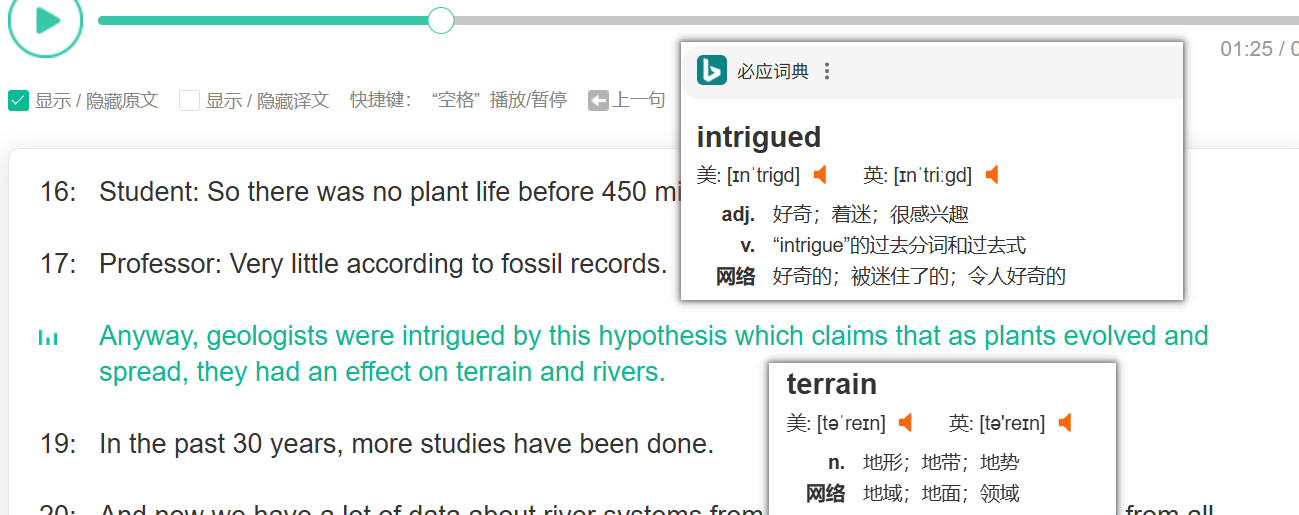 01:25 / 0
必应词典
显示 / 隐藏原文 显示 / 隐藏译文 快捷键： “空格” 播放/暂停 上一句
intrigued
美: [ɪnˈtrigd] 英: [ɪnˈtriːgd]
adj. 好奇；着迷；很感兴趣
v. “intrigue”的过去分词和过去式
网络 好奇的；被迷住了的；令人好奇的
16: Student: So there was no plant life before 450 mi
17: Professor: Very little according to fossil records.
Anyway, geologists were intrigued by this hypothesis which claims that as plants evolved and
spread, they had an effect on terrain and rivers.
terrain
美: [təˈreɪn] 英: [tə'reɪn]
n. 地形；地带；地势
网络 地域；地面；领域
19: In the past 30 years, more studies have been done.
20: And now we have a lot of data about river systems from from all